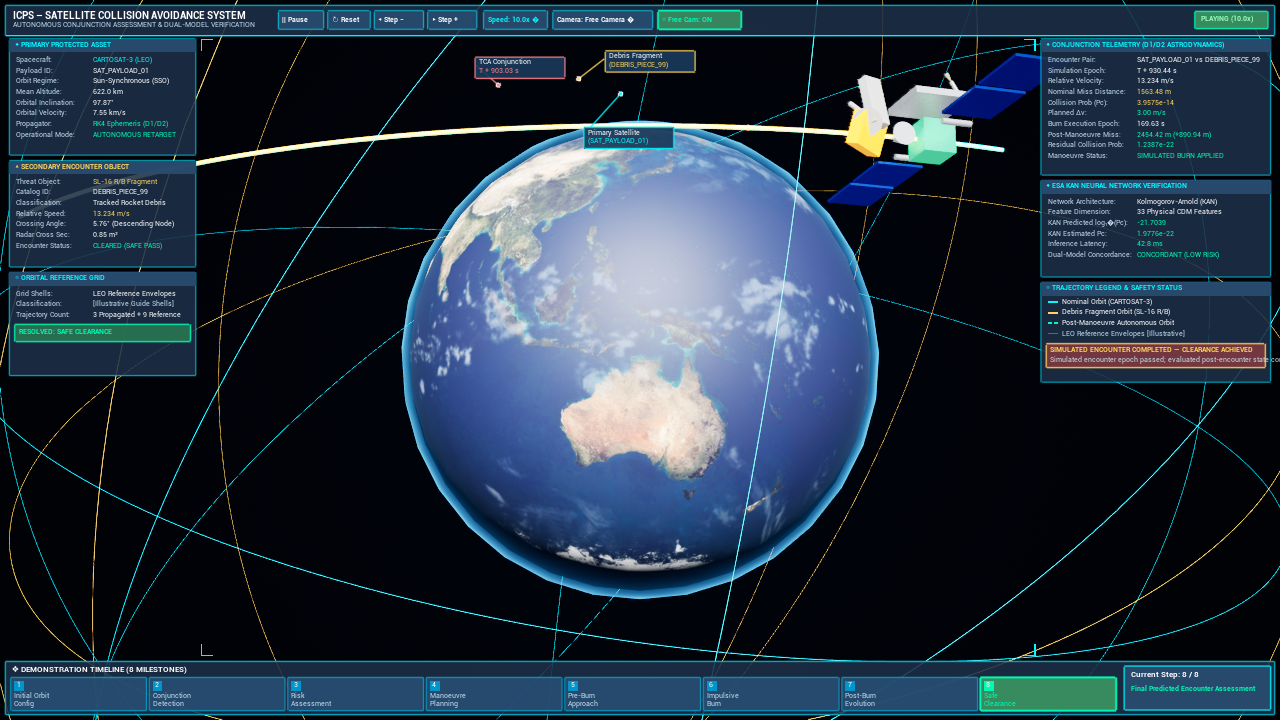 ICPS — SATELLITE COLLISION AVOIDANCE SYSTEM
AUTONOMOUS CONJUNCTION ASSESSMENT & DUAL-MODEL VERIFICATION
|| Pause
↻ Reset
◂ Step −
▸ Step +
Speed: 10.0x �
Camera: Free Camera �
Free Cam: ON
PLAYING (10.0x)
PRIMARY PROTECTED ASSET
Spacecraft: CARTOSAT-3 (LEO)
Payload ID: SAT_PAYLOAD_01
Orbit Regime: Sun-Synchronous (SSO)
Mean Altitude: 622.0 km
Orbital Inclination: 97.87°
Orbital Velocity: 7.55 km/s
Propagator: RK4 Ephemeris (D1/D2)
Operational Mode: AUTONOMOUS RETARGET
SECONDARY ENCOUNTER OBJECT
Threat Object: SL-16 R/B Fragment
Catalog ID: DEBRIS_PIECE_99
Classification: Tracked Rocket Debris
Relative Speed: 13.234 m/s
Crossing Angle: 5.76° (Descending Node)
Radar Cross Sec: 0.85 m²
Encounter Status: CLEARED (SAFE PASS)
ORBITAL REFERENCE GRID
Grid Shells: LEO Reference Envelopes
Classification: [Illustrative Guide Shells]
Trajectory Count: 3 Propagated + 9 Reference
RESOLVED: SAFE CLEARANCE
TCA Conjunction
T + 903.03 s
Debris Fragment
(DEBRIS_PIECE_99)
Primary Satellite
(SAT_PAYLOAD_01)
CONJUNCTION TELEMETRY (D1/D2 ASTRODYNAMICS)
Encounter Pair: SAT_PAYLOAD_01 vs DEBRIS_PIECE_99
Simulation Epoch: T + 930.44 s
Relative Velocity: 13.234 m/s
Nominal Miss Distance: 1563.48 m
Collision Prob (Pc): 3.9575e-14
Planned Δv: 3.00 m/s
Burn Execution Epoch: 169.63 s
Post-Manoeuvre Miss: 2454.42 m (+890.94 m)
Residual Collision Prob: 1.2387e-22
Manoeuvre Status: SIMULATED BURN APPLIED
ESA KAN NEURAL NETWORK VERIFICATION
Network Architecture: Kolmogorov-Arnold (KAN)
Feature Dimension: 33 Physical CDM Features
KAN Predicted log₁�(Pc): -21.7039
KAN Estimated Pc: 1.9776e-22
Inference Latency: 42.8 ms
Dual-Model Concordance: CONCORDANT (LOW RISK)
TRAJECTORY LEGEND & SAFETY STATUS
Nominal Orbit (CARTOSAT-3)
Debris Fragment Orbit (SL-16 R/B)
Post-Manoeuvre Autonomous Orbit
LEO Reference Envelopes [Illustrative]
SIMULATED ENCOUNTER COMPLETED — CLEARANCE ACHIEVED
Simulated encounter epoch passed; evaluated post-encounter state co
❖ DEMONSTRATION TIMELINE (8 MILESTONES)
1
Initial Orbit
Config
2
Conjunction
Detection
3
Risk
Assessment
4
Manoeuvre
Planning
5
Pre-Burn
Approach
6
Impulsive
Burn
7
Post-Burn
Evolution
8
Safe
Clearance
Current Step: 8 / 8
Final Predicted Encounter Assessment